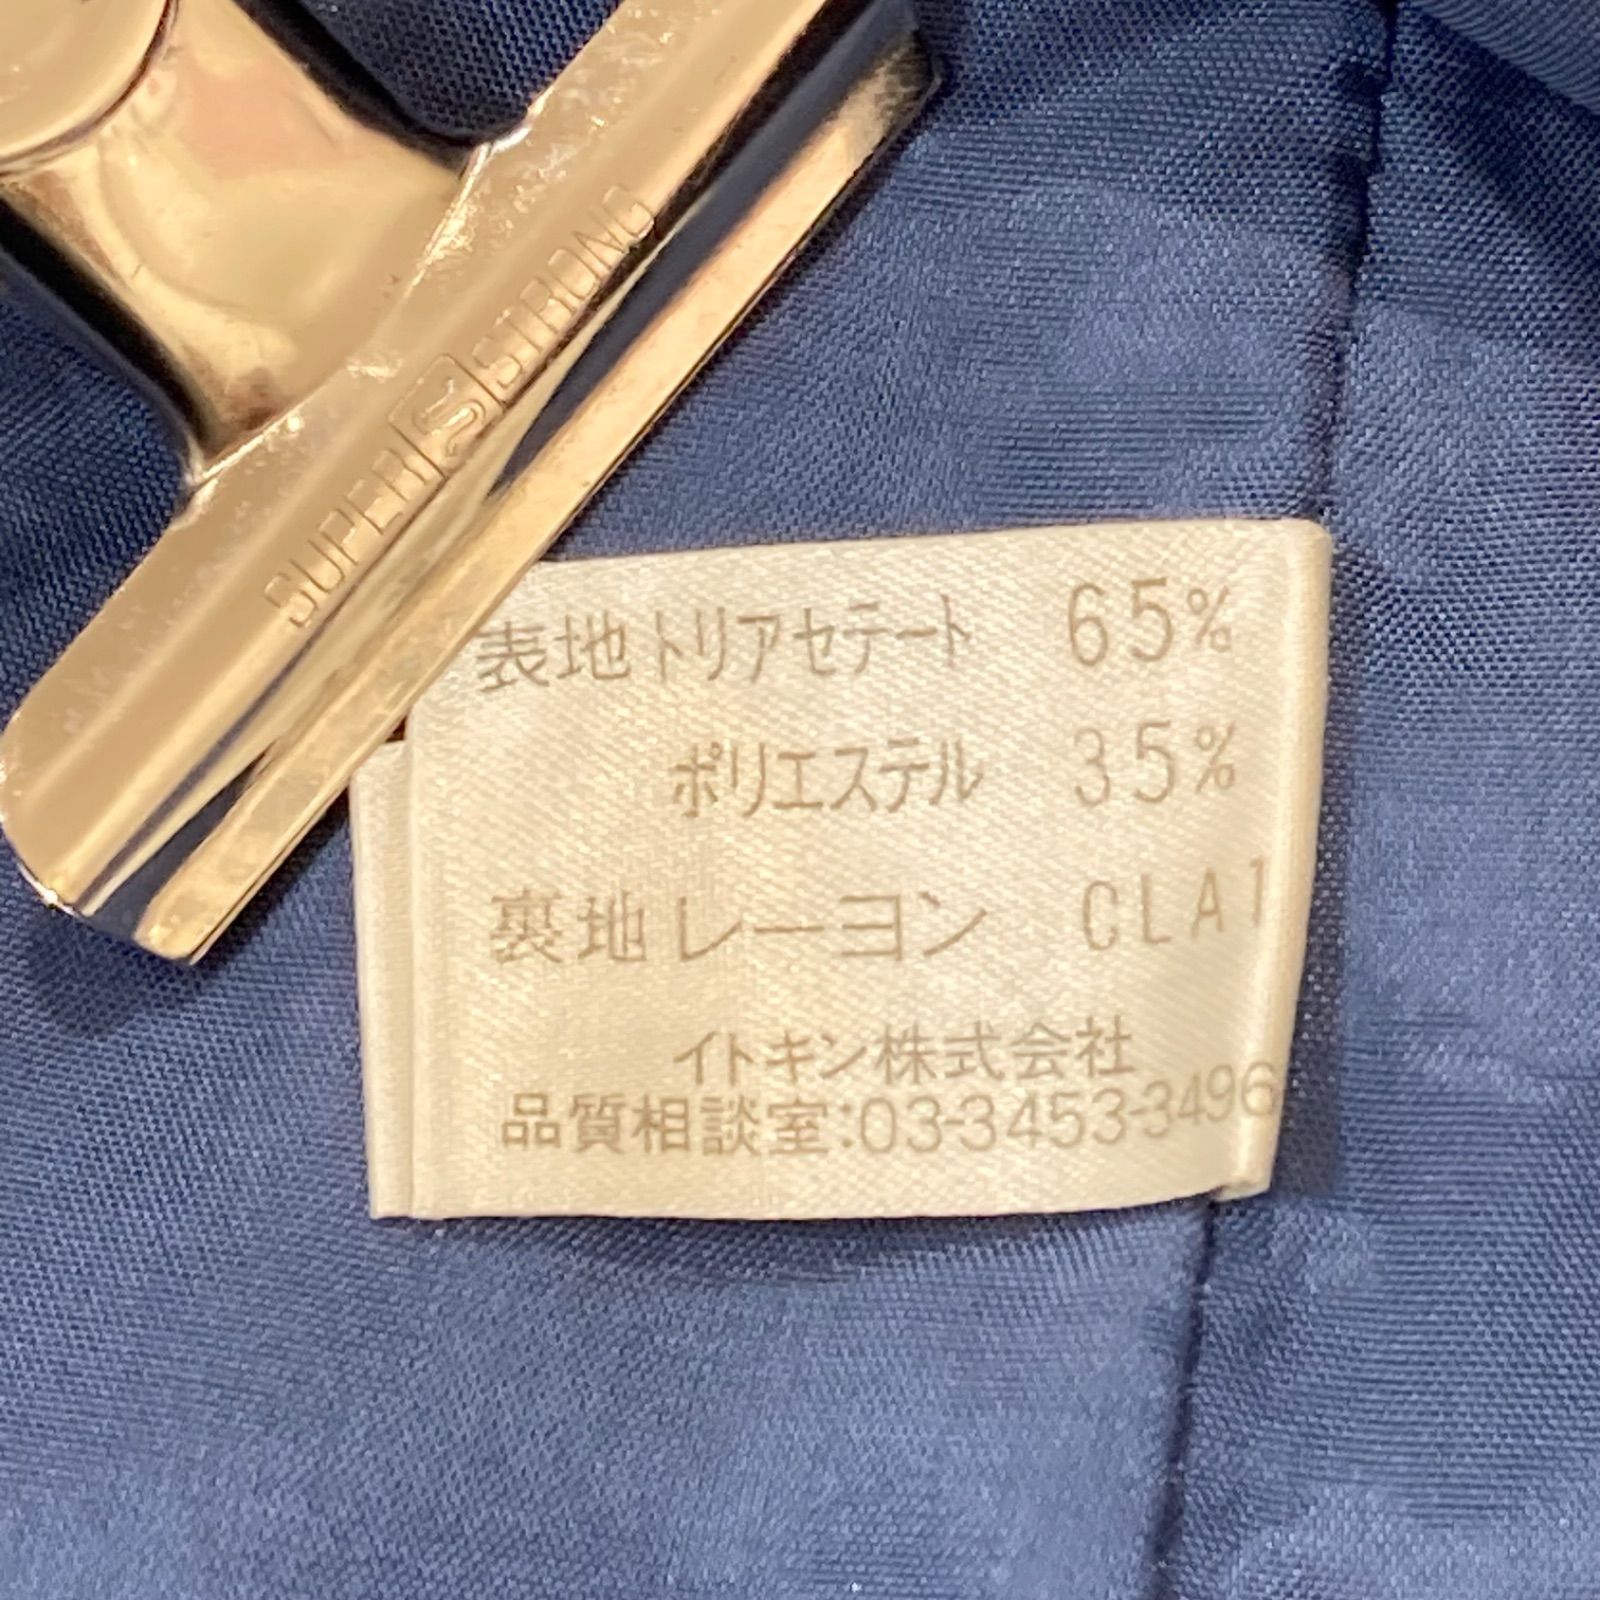 SUPER S STRONG
表地 トリアセテート 65%
ポリエステル 35%
裏地 レーヨン CLA1
イトキン株式会社
品質相談室:03-3453-3496